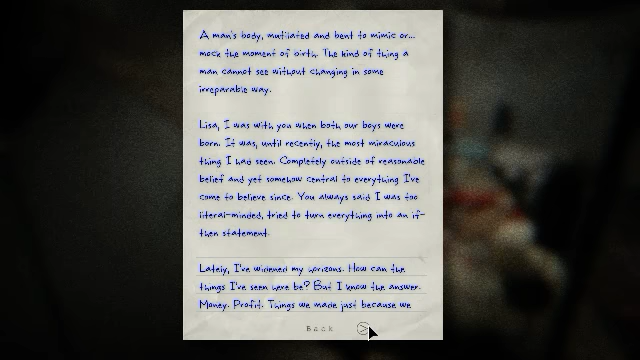 A man's body, mutilated and bent to mimic or...
mock the moment of birth. The kind of thing a
man cannot see without changing in some
irreparable way.
Lisa, I was with you when both our boys were
born. It was, until recently, the most miraculous
thing I had seen. Completely outside of reasonable
belief and yet somehow central to everything I've
come to believe since. You always said I was too
literal-minded, tried to turn everything into an if-
then statement.
Lately, I've widened my horizons. How can the
things I've seen here be? But I know the answer.
Money. Profit. Things we made just because we
Back >